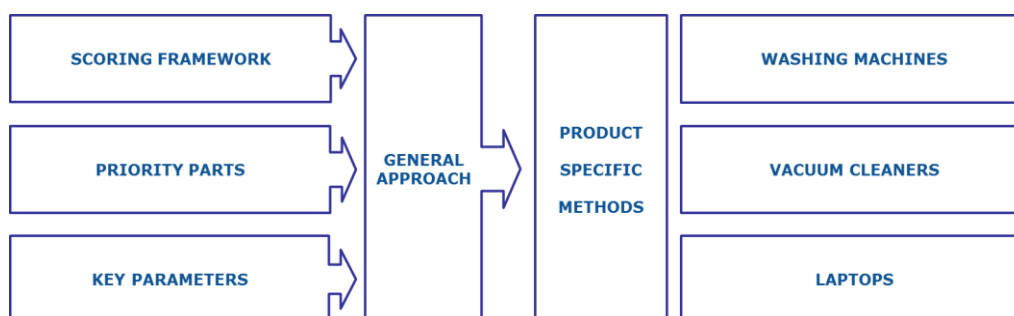 SCORING FRAMEWORK
PRIORITY PARTS
KEY PARAMETERS
GENERAL
APPROACH
PRODUCT
SPECIFIC
METHODS
WASHING MACHINES
VACUUM CLEANERS
LAPTOPS